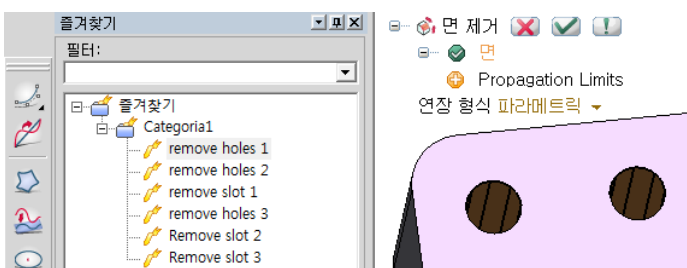 즐겨찾기
필터:
즐겨찾기
Categoria1
remove holes 1
remove holes 2
remove slot 1
remove holes 3
Remove slot 2
Remove slot 3
면 제거
면
Propagation Limits
연장 형식 파라메트릭